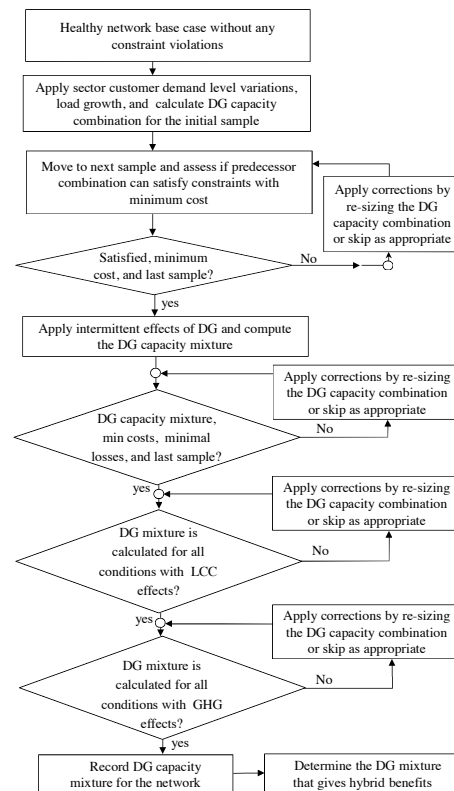 Healthy network base case without any
constraint violations
Apply sector customer demand level variations,
load growth, and calculate DG capacity
combination for the initial sample
Move to next sample and assess if predecessor
combination can satisfy constraints with
minimum cost
Apply corrections by
re-sizing the DG
capacity combination
or skip as appropriate
Satisfied, minimum
cost, and last sample?
No
yes
Apply intermittent effects of DG and compute
the DG capacity mixture
Apply corrections by re-sizing
the DG capacity combination
or skip as appropriate
DG capacity mixture,
min costs, minimal
losses, and last sample?
No
yes
Apply corrections by re-sizing
the DG capacity combination
or skip as appropriate
DG mixture is
calculated for all
conditions with LCC
effects?
No
yes
Apply corrections by re-sizing
the DG capacity combination
or skip as appropriate
DG mixture is
calculated for all
conditions with GHG
effects?
No
yes
Record DG capacity
mixture for the network
Determine the DG mixture
that gives hybrid benefits